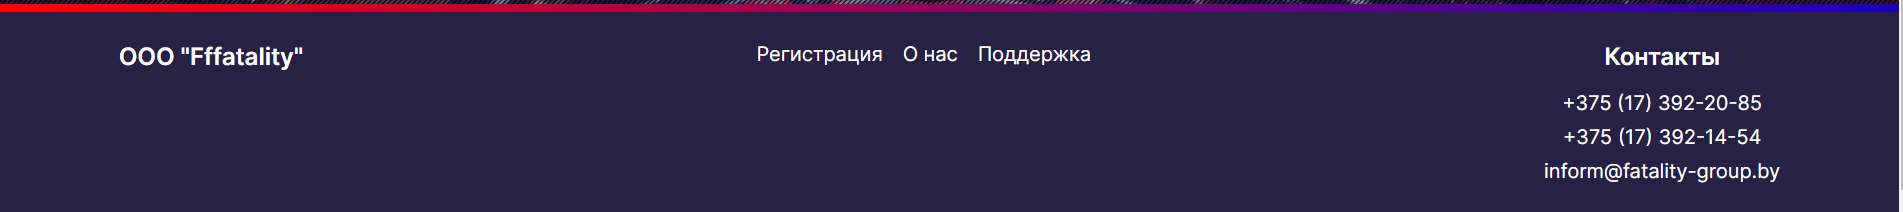 ООО "Fffatality"
Регистрация О нас Поддержка
Контакты
+375 (17) 392-20-85
+375 (17) 392-14-54
inform@fatality-group.by